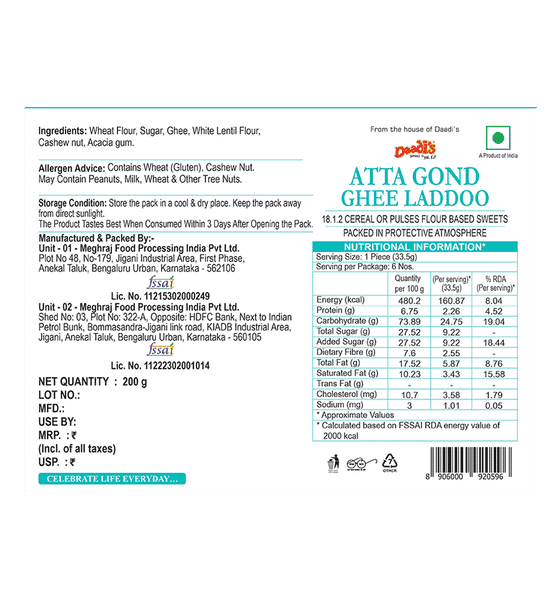 Ingredients: Wheat Flour, Sugar, Ghee, White Lentil Flour,
Cashew nut, Acacia gum.
Allergen Advice: Contains Wheat (Gluten), Cashew Nut.
May Contain Peanuts, Milk, Wheat & Other Tree Nuts.
Storage Condition: Store the pack in a cool & dry place. Keep the pack away
from direct sunlight.
The Product Tastes Best When Consumed Within 3 Days After Opening the Pack.
Manufactured & Packed By:-
Unit - 01 - Meghraj Food Processing India Pvt Ltd.
Plot No 48, No-179, Jigani Industrial Area, First Phase,
Anekal Taluk, Bengaluru Urban, Karnataka - 562106
fssai
Lic. No. 11215302000249
Unit - 02 - Meghraj Food Processing India Pvt Ltd.
Shed No: 03, Plot No: 322-A, Opposite: HDFC Bank, Next to Indian
Petrol Bunk, Bommasandra-Jigani link road, KIADB Industrial Area,
Jigani, Anekal Taluk, Bengaluru Urban, Karnataka - 560105
fssai
Lic. No. 11222302001014
NET QUANTITY : 200 g
LOT NO.:
MFD.:
USE BY:
MRP. : ₹
(Incl. of all taxes)
USP. : ₹
CELEBRATE LIFE EVERYDAY...
From the house of Daadi's
Daadi's
A Product of India
ATTA GOND
GHEE LADDOO
18.1.2 CEREAL OR PULSES FLOUR BASED SWEETS
PACKED IN PROTECTIVE ATMOSPHERE
NUTRITIONAL INFORMATION*
Serving Size: 1 Piece (33.5g)
Serving per Package: 6 Nos.
Quantity per 100 g (Per serving)* (33.5g) % RDA (Per serving)*
Energy (kcal) 480.2 160.87 8.04
Protein (g) 6.75 2.26 4.52
Carbohydrate (g) 73.89 24.75 19.04
Total Sugar (g) 27.52 9.22 -
Added Sugar (g) 27.52 9.22 18.44
Dietary Fibre (g) 7.6 2.55 -
Total Fat (g) 17.52 5.87 8.76
Saturated Fat (g) 10.23 3.43 15.58
Trans Fat (g) - - -
Cholesterol (mg) 10.7 3.58 1.79
Sodium (mg) 3 1.01 0.05
* Approximate Values
* Calculated based on FSSAI RDA energy value of
2000 kcal
7
OTHER
8 906000 920596